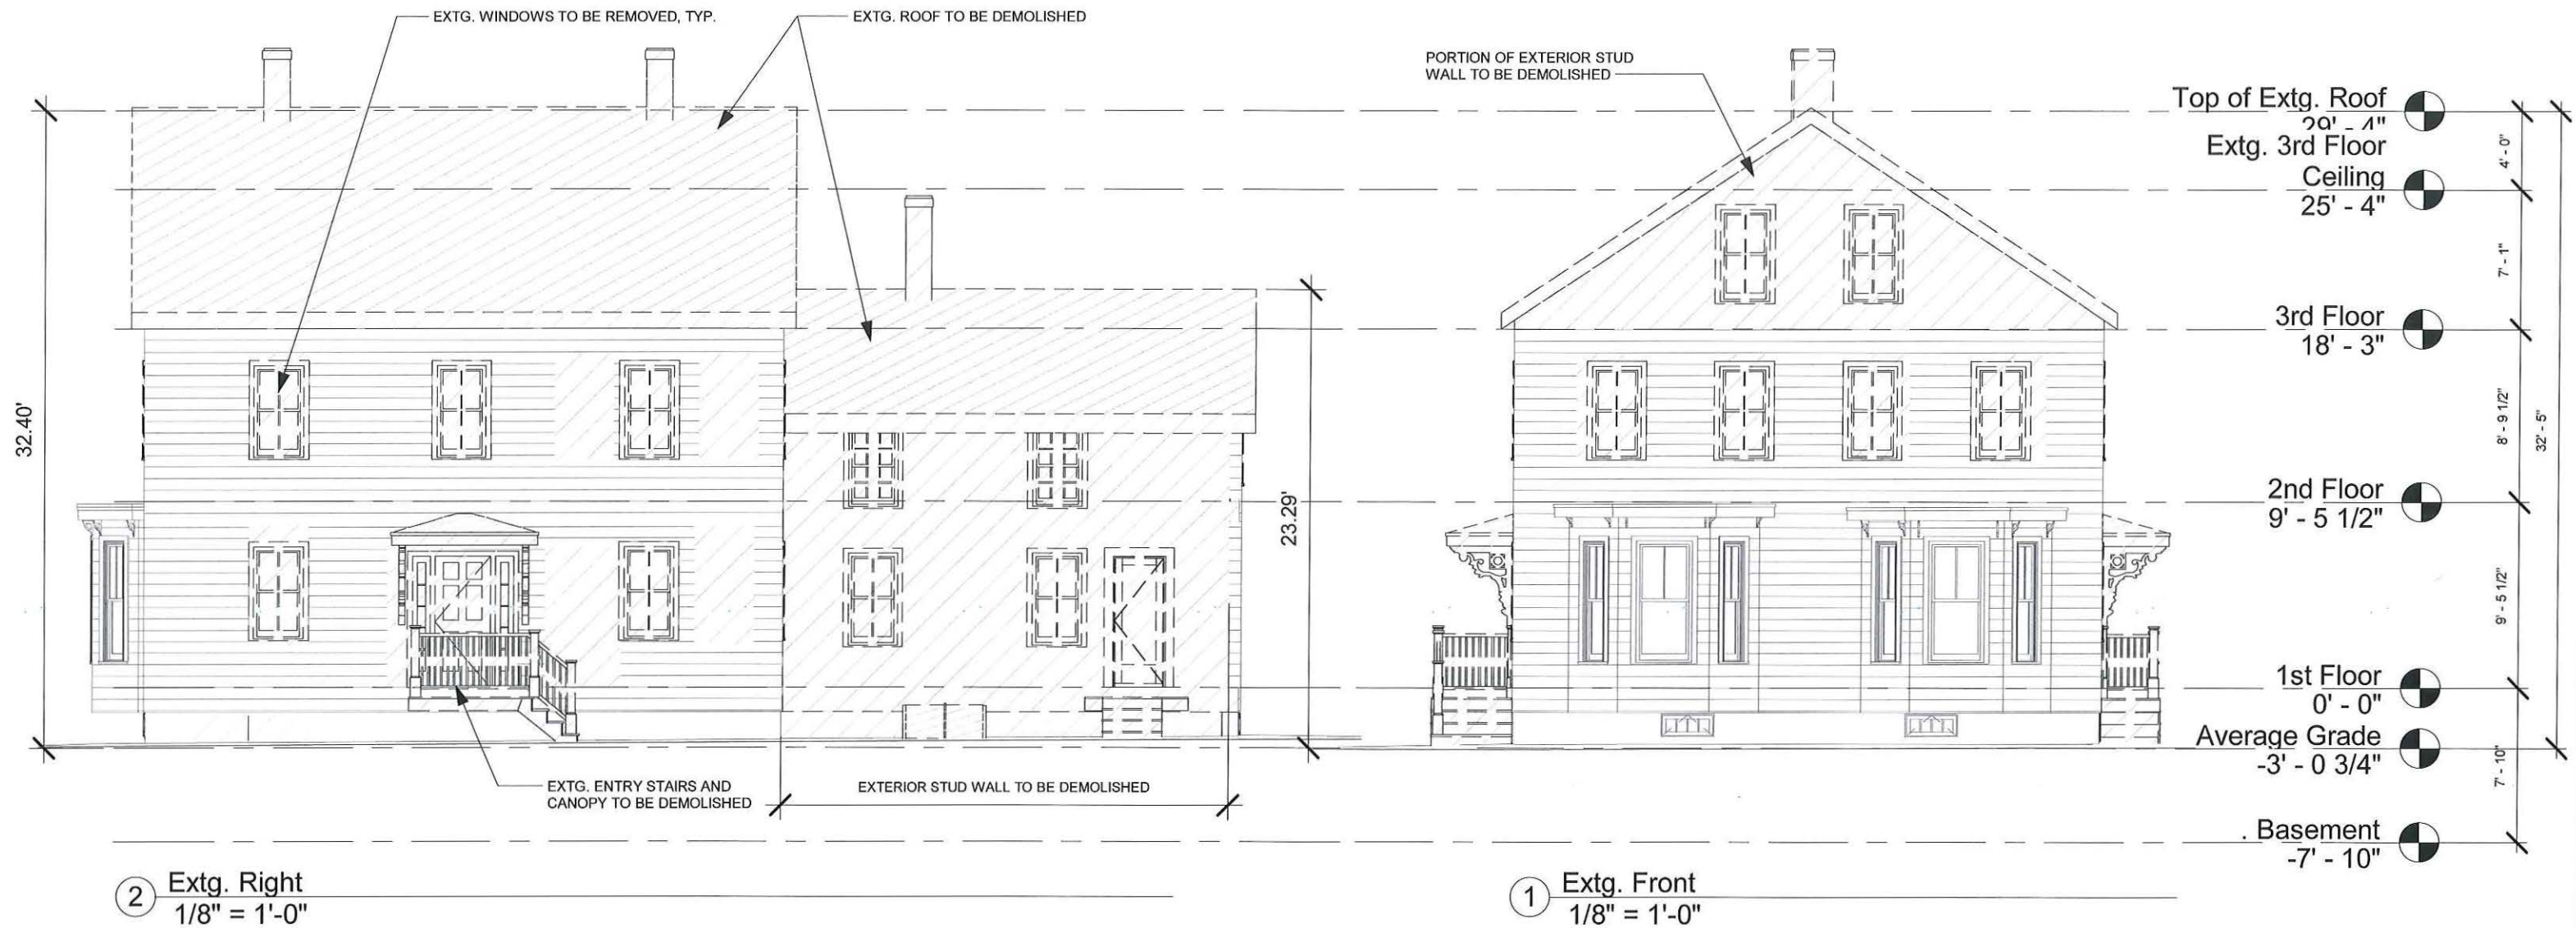 EXTG. WINDOWS TO BE REMOVED, TYP.
EXTG. ROOF TO BE DEMOLISHED
PORTION OF EXTERIOR STUD
WALL TO BE DEMOLISHED
Top of Extg. Roof
29' - 4"
Extg. 3rd Floor
Ceiling
25' - 4"
3rd Floor
18' - 3"
2nd Floor
9' - 5 1/2"
1st Floor
0' - 0"
Average Grade
-3' - 0 3/4"
. Basement
-7' - 10"
4' - 0"
7' - 1"
8' - 9 1/2"
9' - 5 1/2"
7' - 10"
32' - 5"
32.40'
23.29'
EXTG. ENTRY STAIRS AND
CANOPY TO BE DEMOLISHED
EXTERIOR STUD WALL TO BE DEMOLISHED
2
Extg. Right
1/8" = 1'-0"
1
Extg. Front
1/8" = 1'-0"